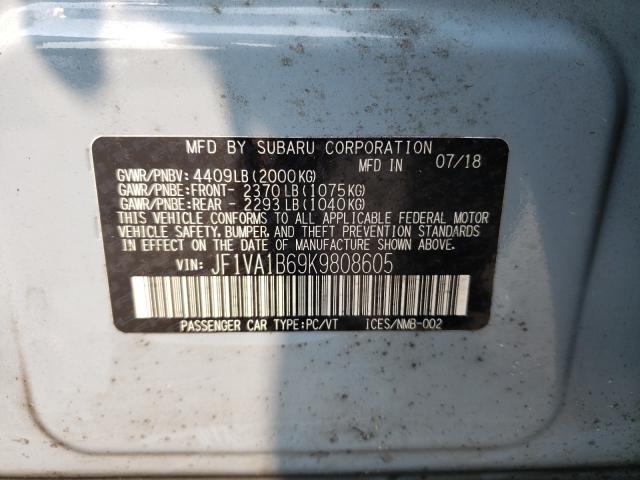 MFD BY SUBARU CORPORATION
MFD IN 07/18
GVWR/PNBV: 4409LB(2000KG)
GAWR/PNBE:FRONT- 2370LB(1075KG)
GAWR/PNBE:REAR - 2293LB(1040KG)
THIS VEHICLE CONFORMS TO ALL APPLICABLE FEDERAL MOTOR
VEHICLE SAFETY, BUMPER, AND THEFT PREVENTION STANDARDS
IN EFFECT ON THE DATE OF MANUFACTURE SHOWN ABOVE.
VIN: JF1VA1B69K9808605
PASSENGER CAR TYPE:PC/VT ICES/NMB-002